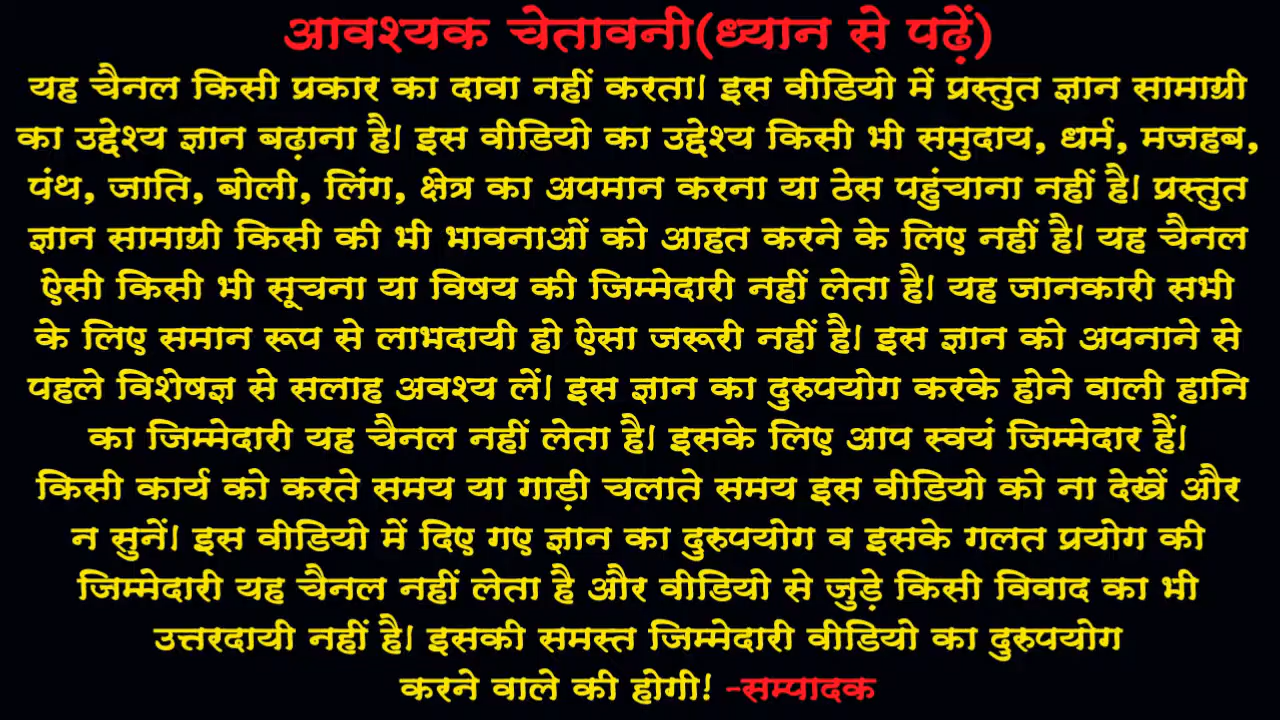 आवश्यक चेतावनी(ध्यान से पढ़ें)
यह चैनल किसी प्रकार का दावा नहीं करता। इस वीडियो में प्रस्तुत ज्ञान सामाग्री
का उद्देश्य ज्ञान बढ़ाना है। इस वीडियो का उद्देश्य किसी भी समुदाय, धर्म, मजहब,
पंथ, जाति, बोली, लिंग, क्षेत्र का अपमान करना या ठेस पहुंचाना नहीं है। प्रस्तुत
ज्ञान सामाग्री किसी की भी भावनाओं को आहत करने के लिए नहीं है। यह चैनल
ऐसी किसी भी सूचना या विषय की जिम्मेदारी नहीं लेता है। यह जानकारी सभी
के लिए समान रूप से लाभदायी हो ऐसा जरूरी नहीं है। इस ज्ञान को अपनाने से
पहले विशेषज्ञ से सलाह अवश्य लें। इस ज्ञान का दुरुपयोग करके होने वाली हानि
का जिम्मेदारी यह चैनल नहीं लेता है। इसके लिए आप स्वयं जिम्मेदार हैं।
किसी कार्य को करते समय या गाड़ी चलाते समय इस वीडियो को ना देखें और
न सुनें। इस वीडियो में दिए गए ज्ञान का दुरुपयोग व इसके गलत प्रयोग की
जिम्मेदारी यह चैनल नहीं लेता है और वीडियो से जुड़े किसी विवाद का भी
उत्तरदायी नहीं है। इसकी समस्त जिम्मेदारी वीडियो का दुरुपयोग
करने वाले की होगी! -सम्पादक